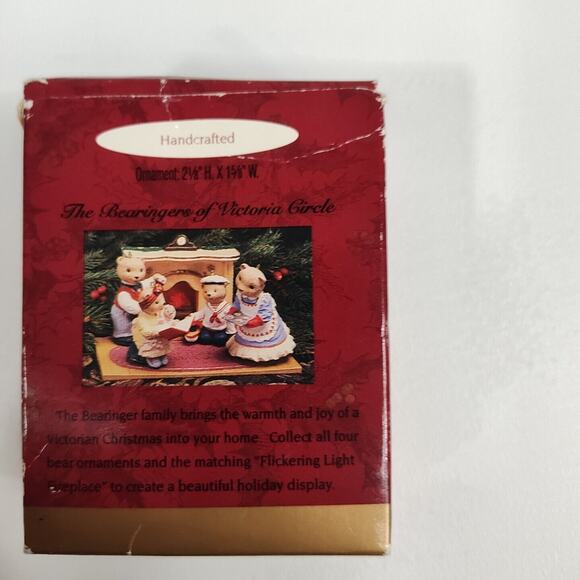 Handcrafted
Ornament: 2⅛" H. X 1⅝" W.
The Bearingers of Victoria Circle
The Bearinger family brings the warmth and joy of a
Victorian Christmas into your home. Collect all four
bear ornaments and the matching "Flickering Light
Fireplace" to create a beautiful holiday display.